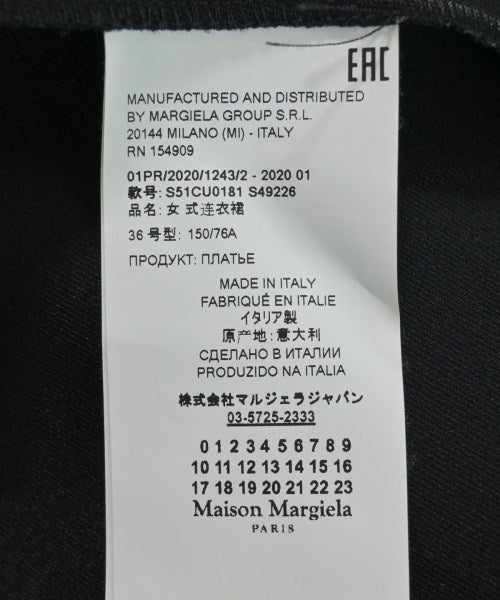 EAC
MANUFACTURED AND DISTRIBUTED
BY MARGIELA GROUP S.R.L.
20144 MILANO (MI) - ITALY
RN 154909
01PR/2020/1243/2 - 2020 01
款号: S51CU0181 S49226
品名: 女 式连衣裙
36 号型: 150/76A
ПРОДУКТ: ПЛАТЬЕ
MADE IN ITALY
FABRIQUÉ EN ITALIE
イタリア製
原产地: 意大利
СДЕЛАНО В ИТАЛИИ
PRODUZIDO NA ITALIA
株式会社マルジェラジャパン
03-5725-2333
0 1 2 3 4 5 6 7 8 9
10 11 12 13 14 15 16
17 18 19 20 21 22 23
Maison Margiela
PARIS